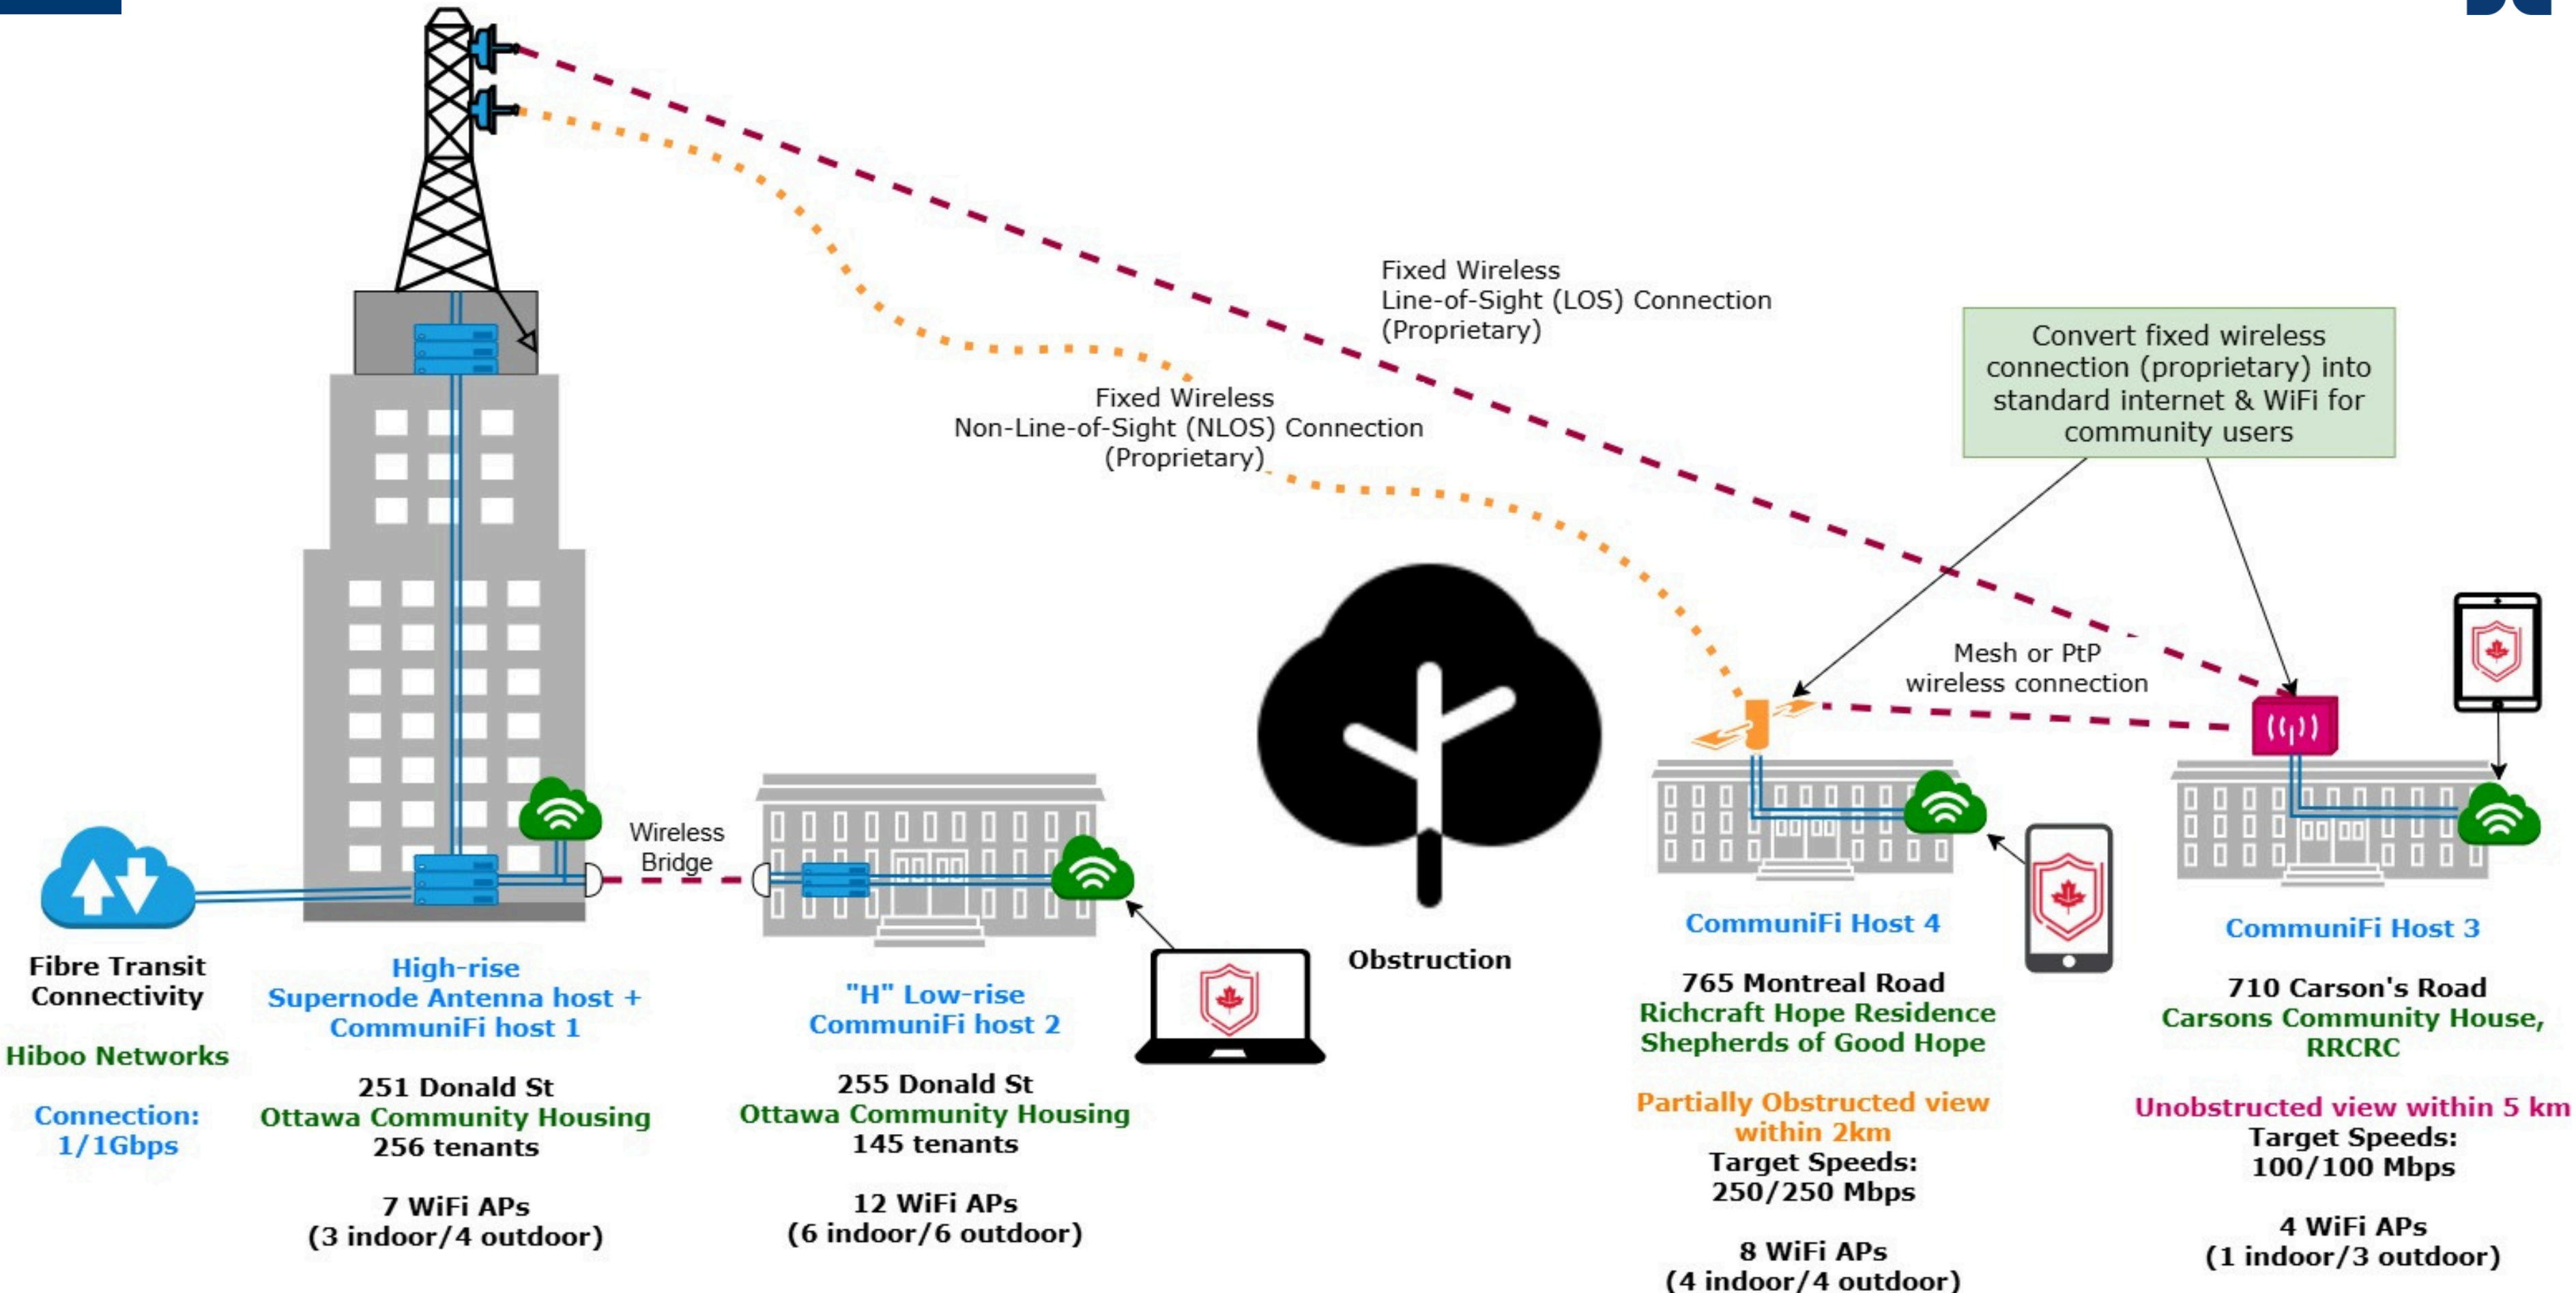 Fixed Wireless
Line-of-Sight (LOS) Connection
(Proprietary)
Convert fixed wireless
connection (proprietary) into
standard internet & WiFi for
community users
Fixed Wireless
Non-Line-of-Sight (NLOS) Connection
(Proprietary)
Mesh or PtP
wireless connection
Wireless
Bridge
Obstruction
Fibre Transit
Connectivity
Hiboo Networks
Connection:
1/1Gbps
High-rise
Supernode Antenna host +
CommuniFi host 1
251 Donald St
Ottawa Community Housing
256 tenants
7 WiFi APs
(3 indoor/4 outdoor)
"H" Low-rise
CommuniFi host 2
255 Donald St
Ottawa Community Housing
145 tenants
12 WiFi APs
(6 indoor/6 outdoor)
CommuniFi Host 4
765 Montreal Road
Richcraft Hope Residence
Shepherds of Good Hope
Partially Obstructed view
within 2km
Target Speeds:
250/250 Mbps
8 WiFi APs
(4 indoor/4 outdoor)
CommuniFi Host 3
710 Carson's Road
Carsons Community House,
RRCRC
Unobstructed view within 5 km
Target Speeds:
100/100 Mbps
4 WiFi APs
(1 indoor/3 outdoor)